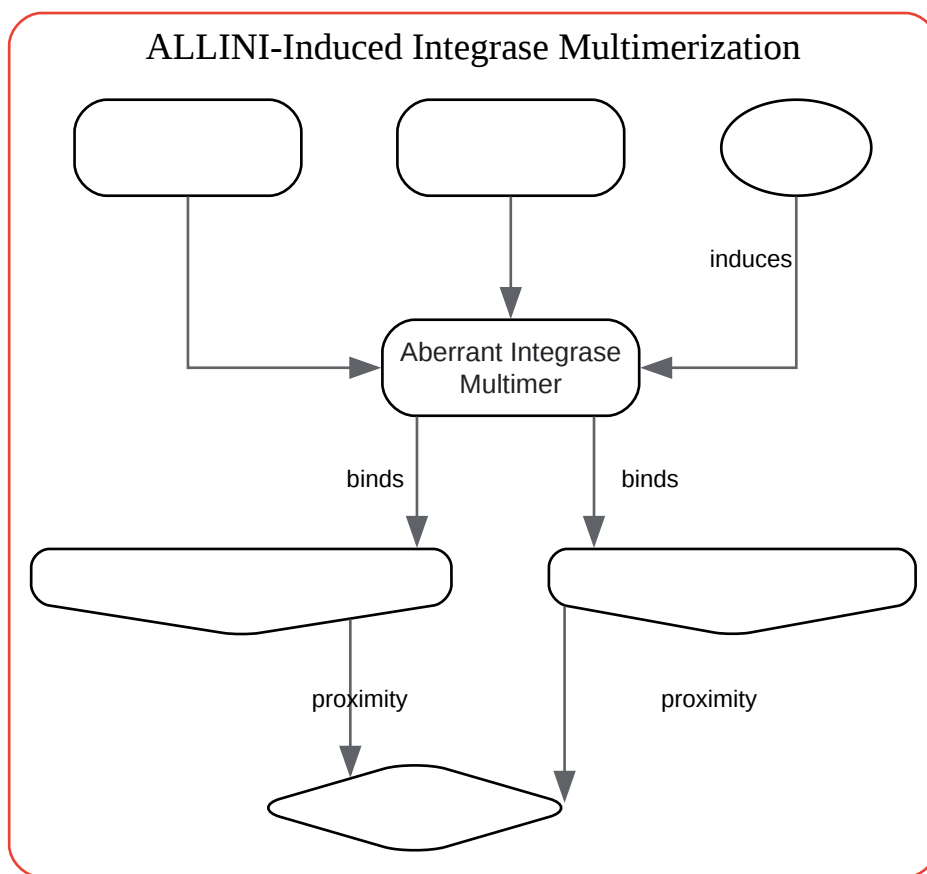 ALLINI-Induced Integrase Multimerization
induces
Aberrant Integrase
Multimer
binds
binds
proximity
proximity